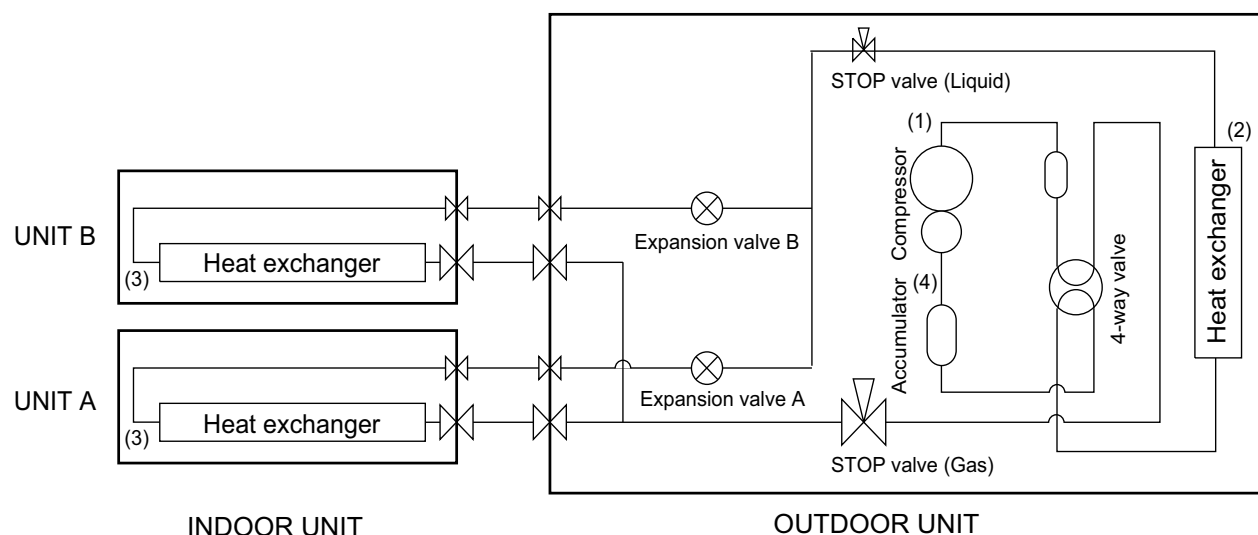 STOP valve (Liquid)
(1)
(2)
Compressor
Heat exchanger
4-way valve
(4)
Accumulator
UNIT B
Heat exchanger
(3)
Expansion valve B
UNIT A
Heat exchanger
(3)
Expansion valve A
STOP valve (Gas)
INDOOR UNIT
OUTDOOR UNIT